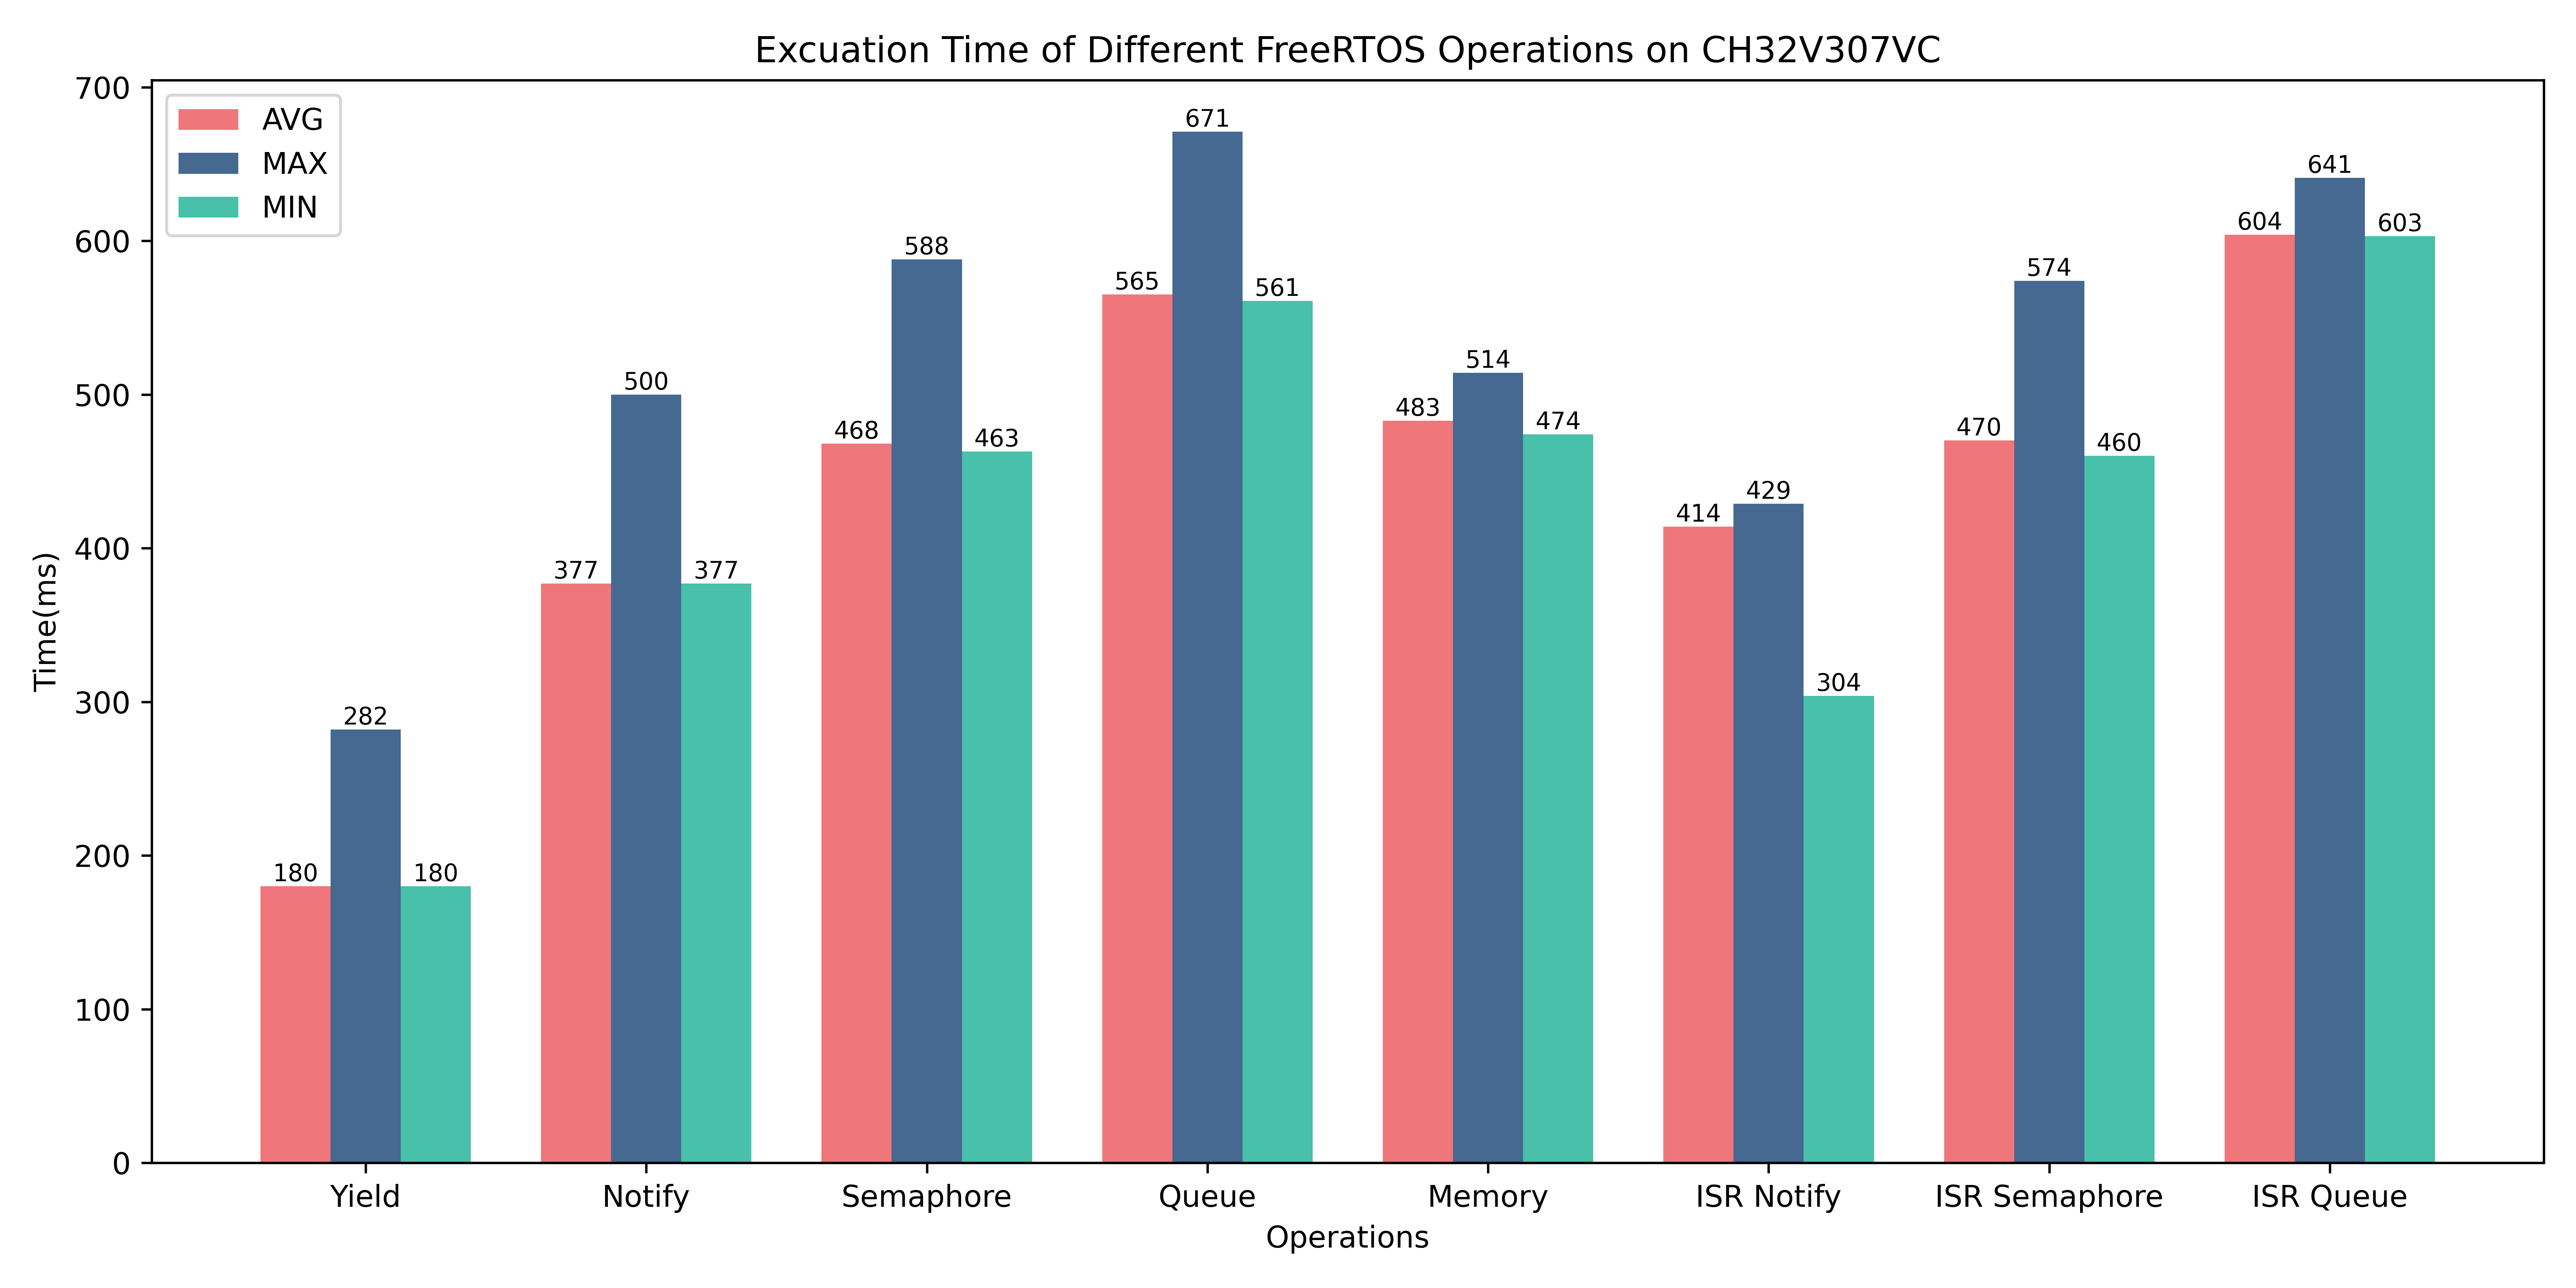 Excuation Time of Different FreeRTOS Operations on CH32V307VC
700
600
500
400
300
200
100
0
Time(ms)
AVG
MAX
MIN
180
282
180
377
500
377
468
588
463
565
671
561
483
514
474
414
429
304
470
574
460
604
641
603
Yield
Notify
Semaphore
Queue
Memory
ISR Notify
ISR Semaphore
ISR Queue
Operations